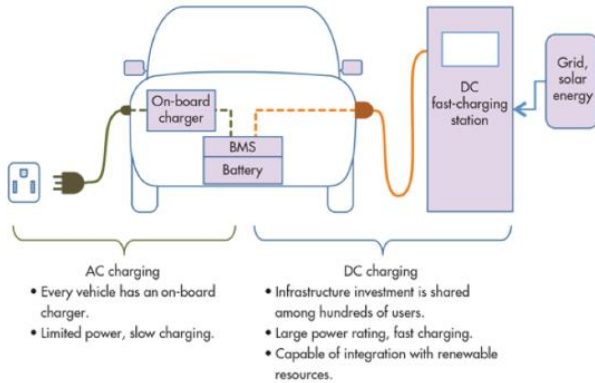 On-board
charger
BMS
Battery
DC
fast-charging
station
Grid,
solar
energy
AC charging
• Every vehicle has an on-board
charger.
• Limited power, slow charging.
DC charging
• Infrastructure investment is shared
among hundreds of users.
• Large power rating, fast charging.
• Capable of integration with renewable
resources.